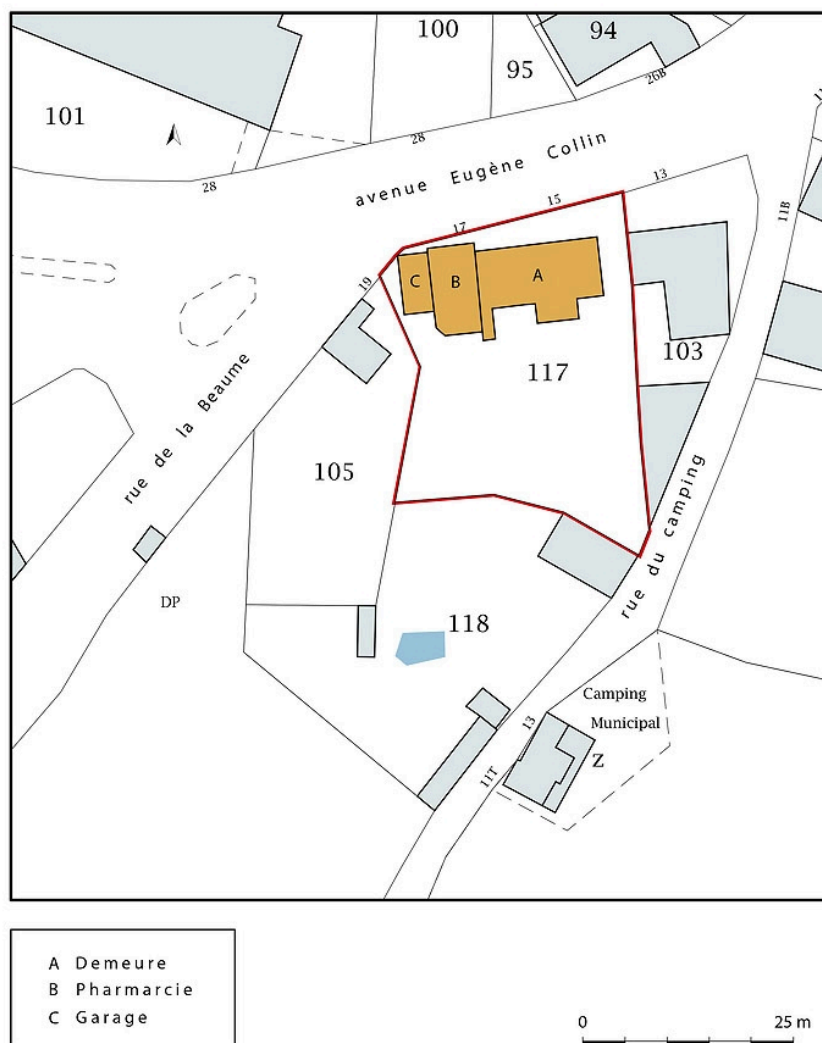 100
94
95
26B
101
28
28
avenue Eugène Collin
13
15
17
11B
19
C
B
A
103
117
rue de la Beaume
105
rue du camping
DP
118
Camping
Municipal
13
Z
11T
A Demeure
B Pharmarcie
C Garage
0 25 m